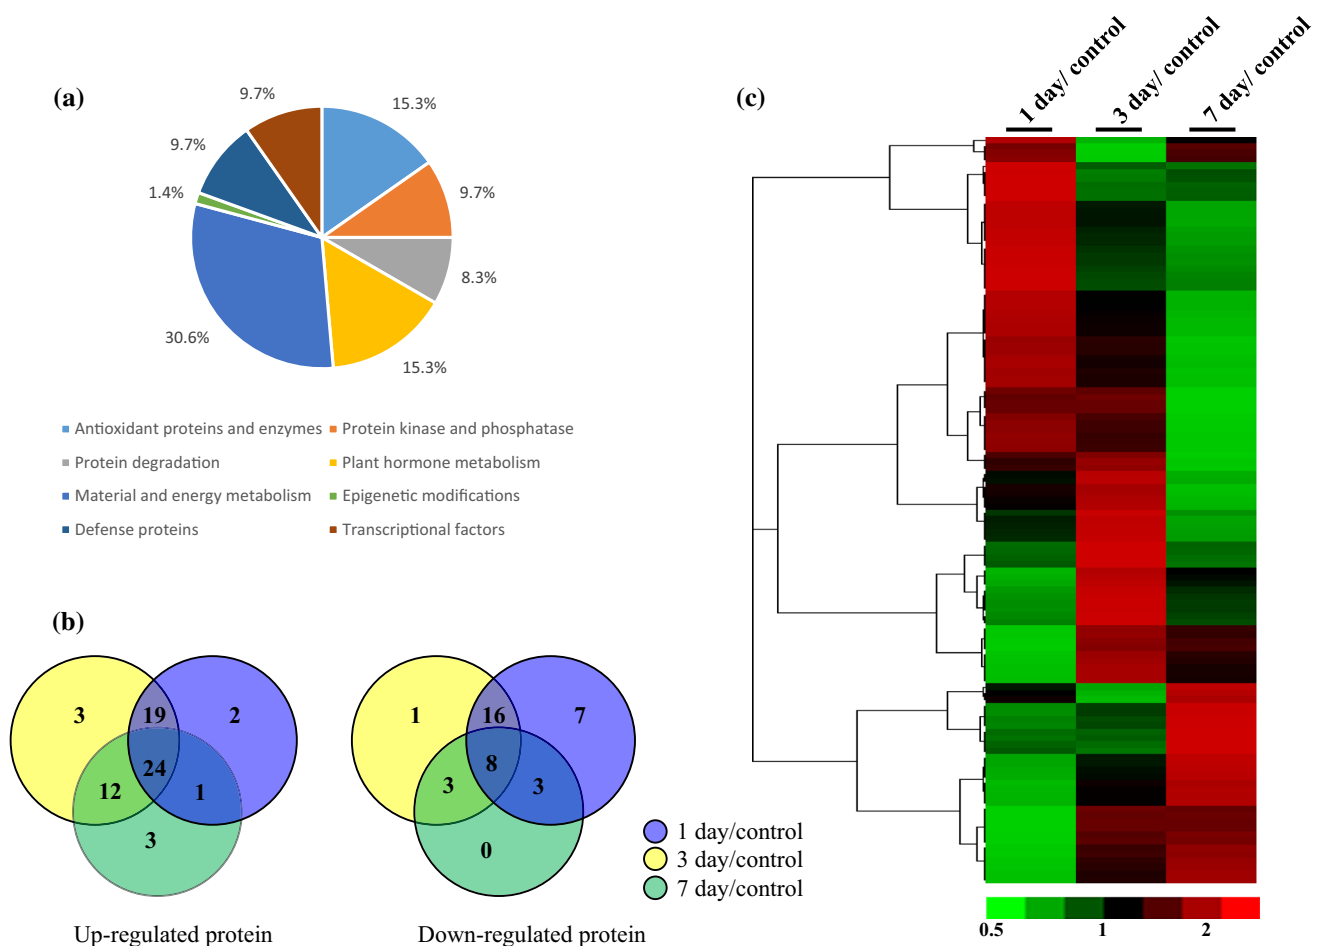 (a)
9.7%
15.3%
9.7%
9.7%
1.4%
8.3%
30.6%
15.3%
Antioxidant proteins and enzymes
Protein kinase and phosphatase
Protein degradation
Plant hormone metabolism
Material and energy metabolism
Epigenetic modifications
Defense proteins
Transcriptional factors
(b)
3
19
2
24
12
1
3
Up-regulated protein
1
16
7
8
3
3
0
Down-regulated protein
1 day/control
3 day/control
7 day/control
(c)
1 day/ control
3 day/ control
7 day/ control
0.5
1
2